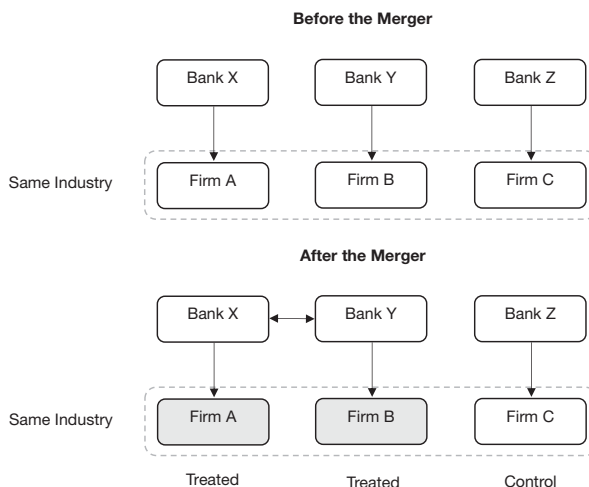 Before the Merger
Bank X Bank Y Bank Z
Same Industry Firm A Firm B Firm C
After the Merger
Bank X Bank Y Bank Z
Same Industry Firm A Firm B Firm C
Treated Treated Control